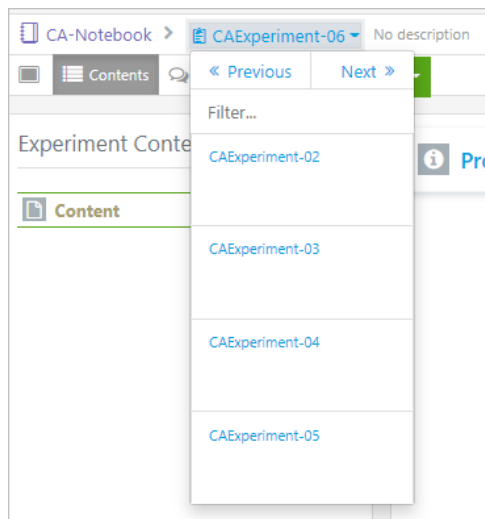 CA-Notebook > CAExperiment-06 No description
Contents
« Previous Next »
Filter...
Experiment Conte
CAExperiment-02
Pr
Content
CAExperiment-03
CAExperiment-04
CAExperiment-05